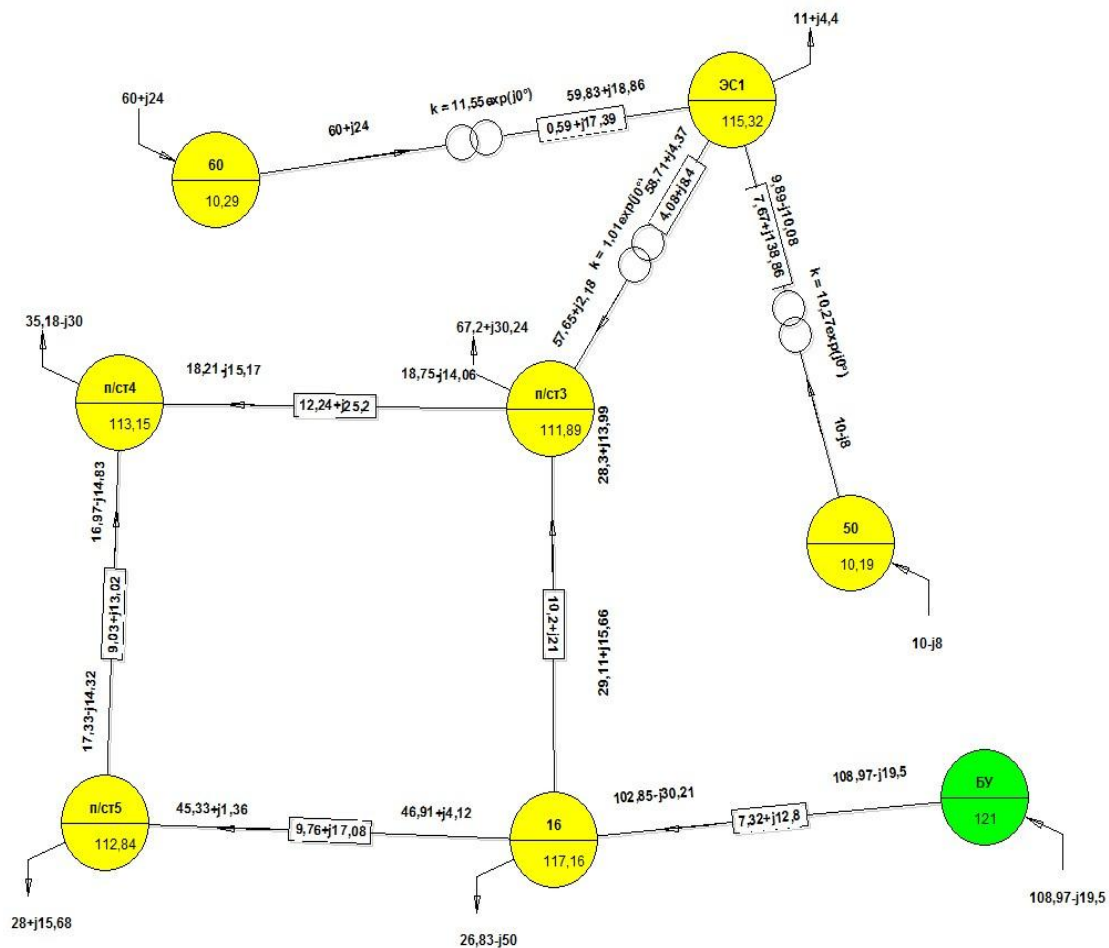 11+j4,4
ЭС1
115,32
60+j24
60
10,29
60+j24
k = 11,55exp(j0°)
0,59+j17,39
59,83+j18,86
58,71+j4,37
4,08+j8,4
k = 1,01exp(j0°)
57,65+j2,18
9,89-j10,08
7,67+j138,86
k = 10,27exp(j0°)
10-j8
50
10,19
10-j8
35,18-j30
п/ст4
113,15
18,21-j15,17
12,24+j25,2
18,75-j14,06
67,2+j30,24
п/ст3
111,89
28,3+j13,99
10,2+j21
29,11+j15,66
16,97-j14,83
9,03+j13,02
17,33-j14,32
п/ст5
112,84
28+j15,68
45,33+j1,36
9,76+j17,08
46,91+j4,12
16
117,16
26,83-j50
102,85-j30,21
7,32+j12,8
108,97-j19,5
БУ
121
108,97-j19,5